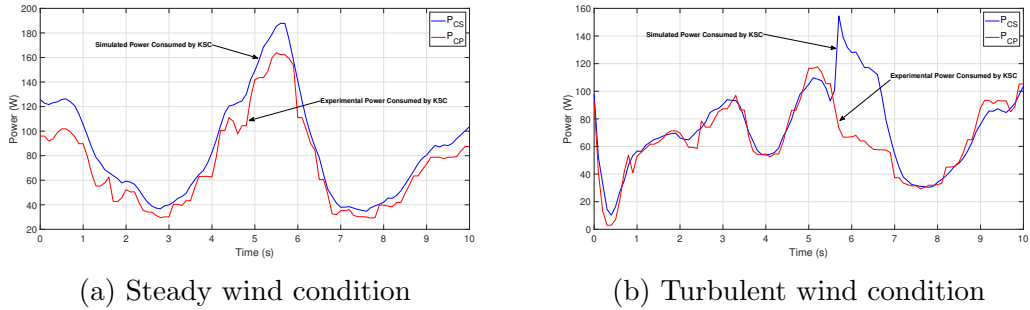 200
180
160
140
120
100
80
60
40
20
Power (W)
0 1 2 3 4 5 6 7 8 9 10
Time (s)
P_CS
P_CP
Simulated Power Consumed by KSC
Experimental Power Consumed by KSC
(a) Steady wind condition
160
140
120
100
80
60
40
20
0
Power (W)
0 1 2 3 4 5 6 7 8 9 10
Time (s)
P_CS
P_CP
Simulated Power Consumed by KSC
Experimental Power Consumed by KSC
(b) Turbulent wind condition